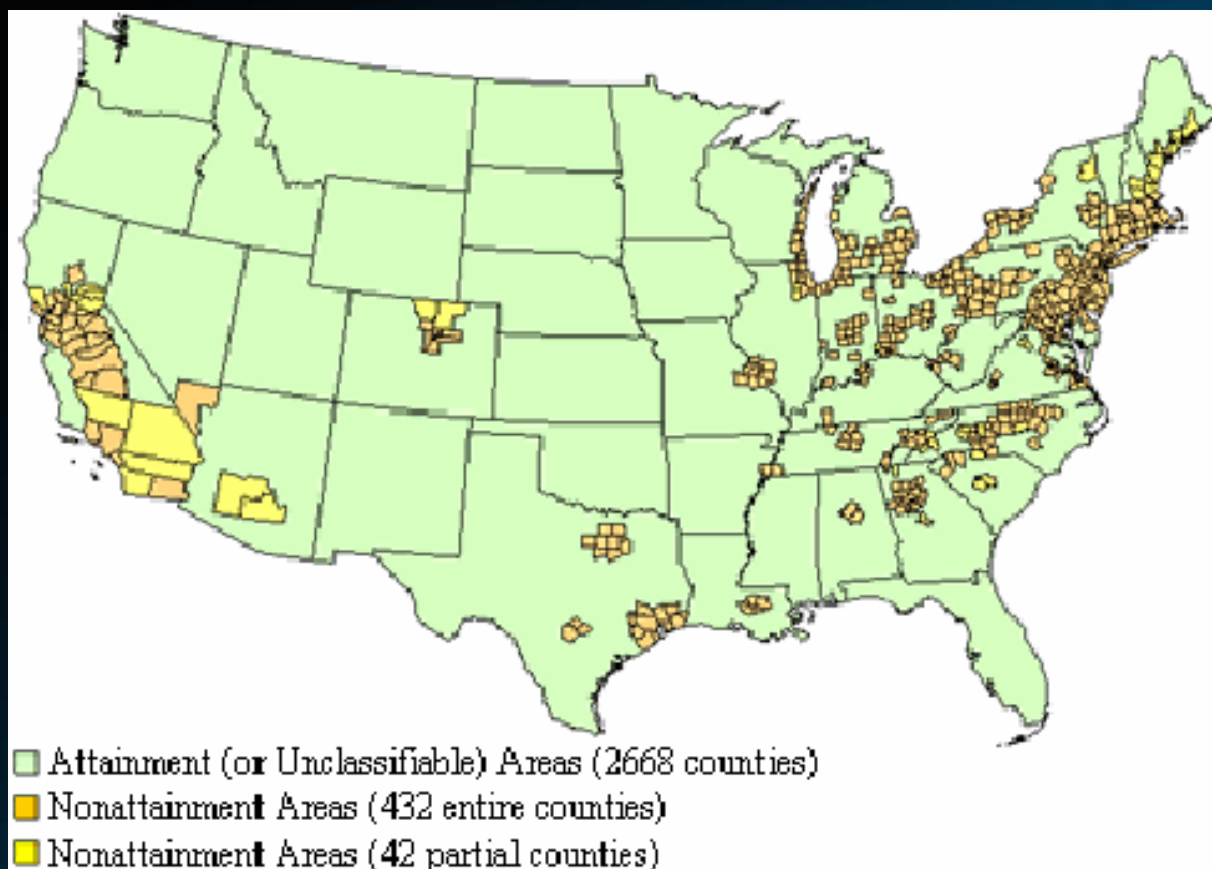 Attainment (or Unclassifiable) Areas (2668 counties)
Nonattainment Areas (432 entire counties)
Nonattainment Areas (42 partial counties)